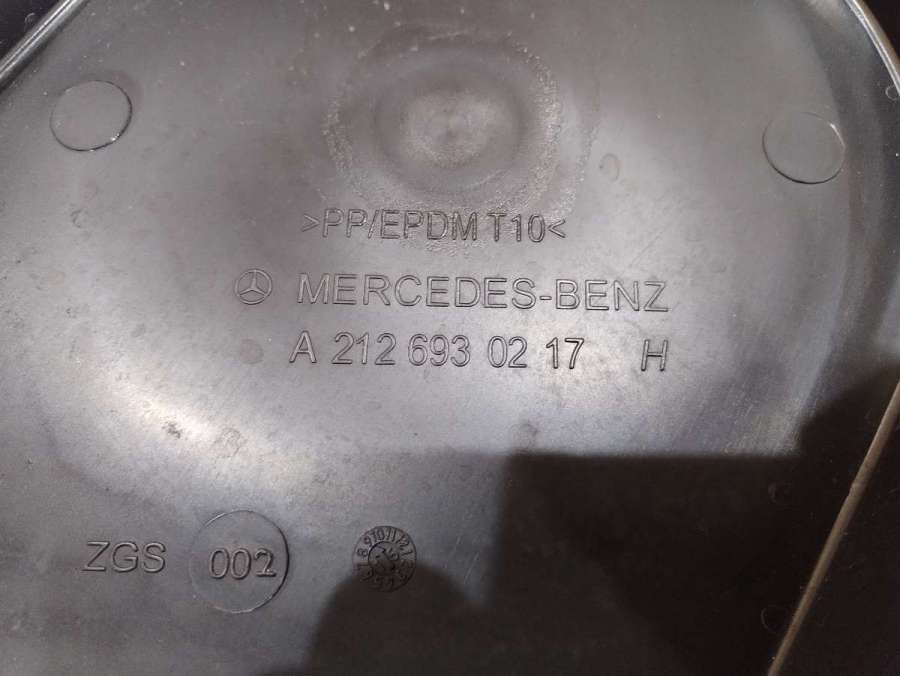 >PP/EPDM T10<
MERCEDES-BENZ
A 212 693 02 17 H
ZGS 002